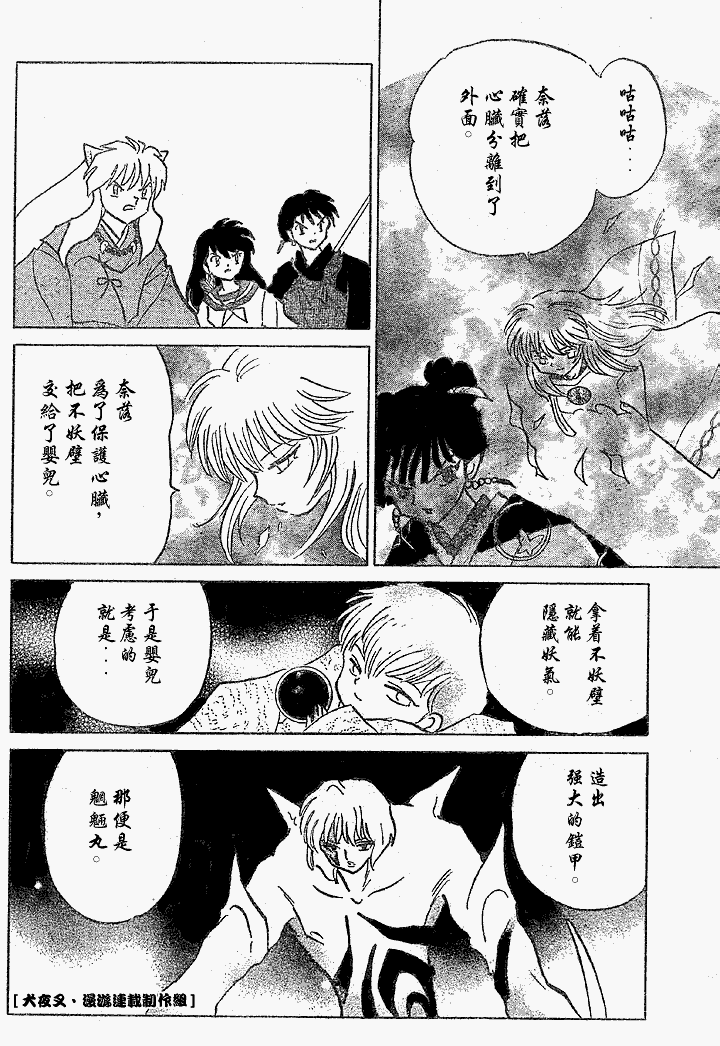 咕咕咕...
奈落
確實把
心臟分離到了
外面。
奈落
為了保護心臟，
把不妖壁
交給了嬰兒。
拿着不妖壁
就能
隱藏妖氣。
于是嬰兒
考慮的
就是...
造出
强大的鎧甲。
那便是
魍魎丸。
[犬夜叉·漫游連載制作組]